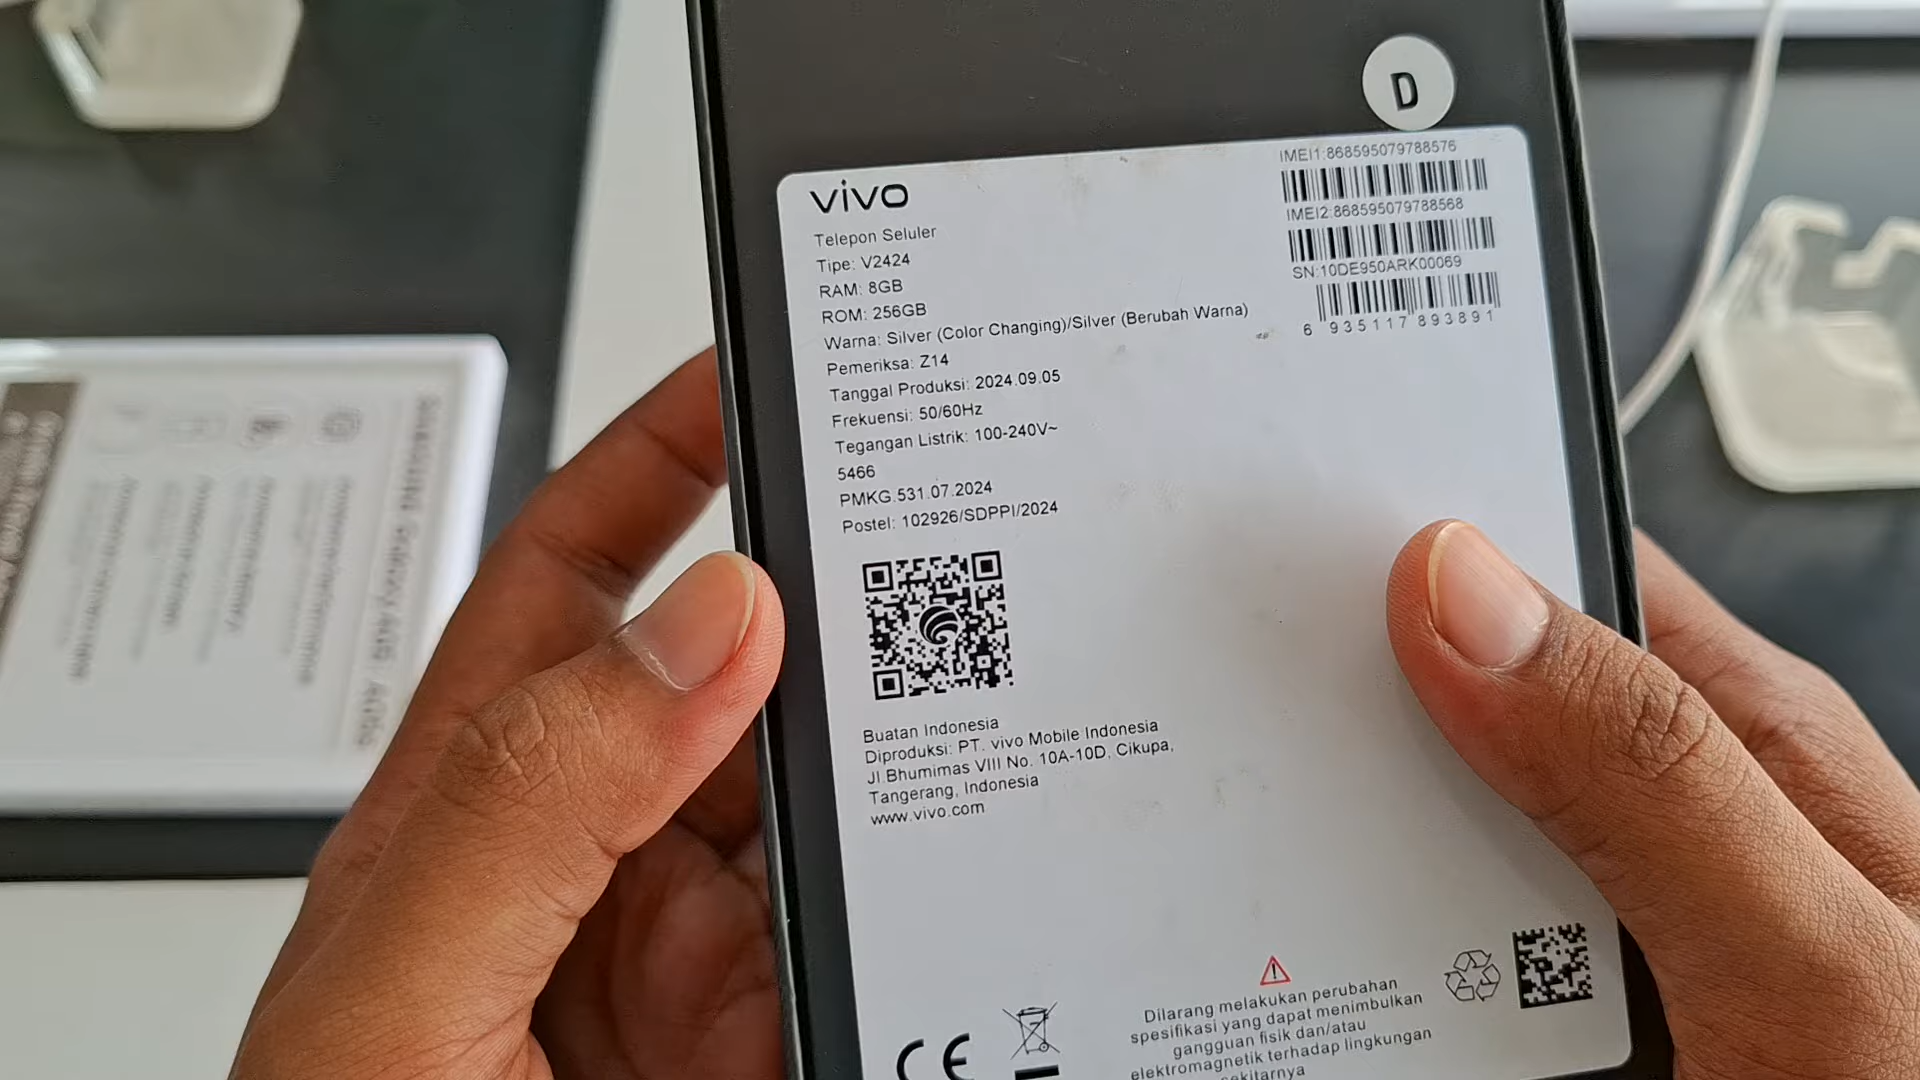 D
vivo
Telepon Seluler
Tipe: V2424
RAM: 8GB
ROM: 256GB
Warna: Silver (Color Changing)/Silver (Berubah Warna)
Pemeriksa: Z14
Tanggal Produksi: 2024.09.05
Frekuensi: 50/60Hz
Tegangan Listrik: 100-240V~
5466
PMKG.531.07.2024
Postel: 102926/SDPPI/2024
IMEI1:868595079788576
IMEI2:868595079788568
SN:10DE950ARK00069
6 935117 893891
Buatan Indonesia
Diproduksi: PT. vivo Mobile Indonesia
Jl.Bhumimas VIII No. 10A-10D, Cikupa,
Tangerang, Indonesia
www.vivo.com
CE
Dilarang melakukan perubahan
spesifikasi yang dapat menimbulkan
gangguan fisik dan/atau
elektromagnetik terhadap lingkungan
sekitarnya